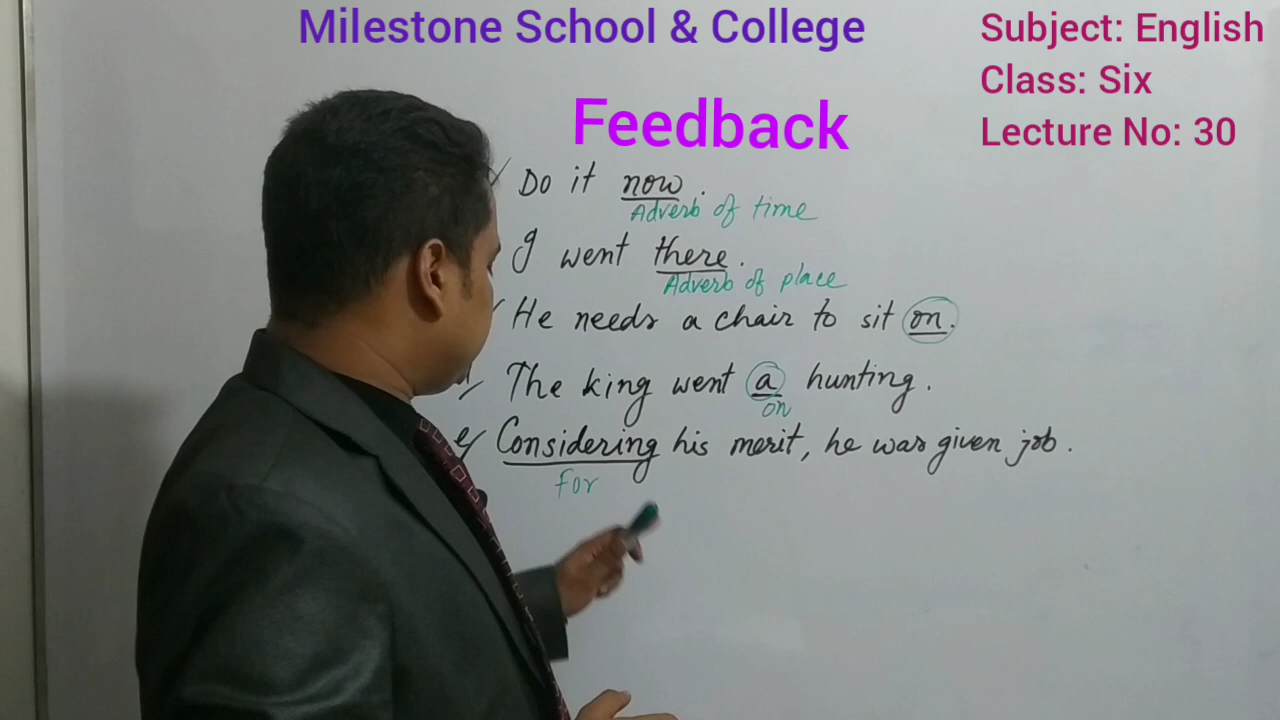 Milestone School & College
Subject: English
Class: Six
Lecture No: 30
Feedback
Do it now.
Adverb of time
I went there.
Adverb of place
He needs a chair to sit on.
The king went a hunting.
on
e/ Considering his merit, he was given job.
for